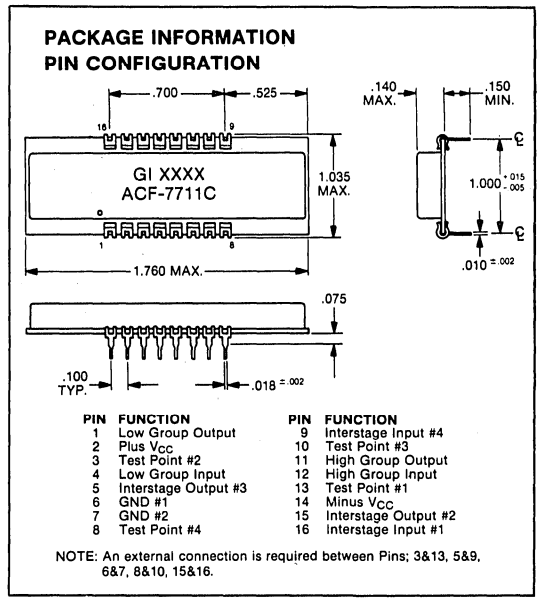 PACKAGE INFORMATION
PIN CONFIGURATION
.700
.525
.140
MAX.
.150
MIN.
16
9
GI XXXX
ACF-7711C
1.035
MAX.
1.000 +.015 -.005
1
8
1.760 MAX.
.010 ±.002
.075
.100
TYP.
.018 ±.002
PIN FUNCTION
1 Low Group Output
2 Plus VCC
3 Test Point #2
4 Low Group Input
5 Interstage Output #3
6 GND #1
7 GND #2
8 Test Point #4
PIN FUNCTION
9 Interstage Input #4
10 Test Point #3
11 High Group Output
12 High Group Input
13 Test Point #1
14 Minus VCC
15 Interstage Output #2
16 Interstage Input #1
NOTE: An external connection is required between Pins; 3&13, 5&9,
6&7, 8&10, 15&16.